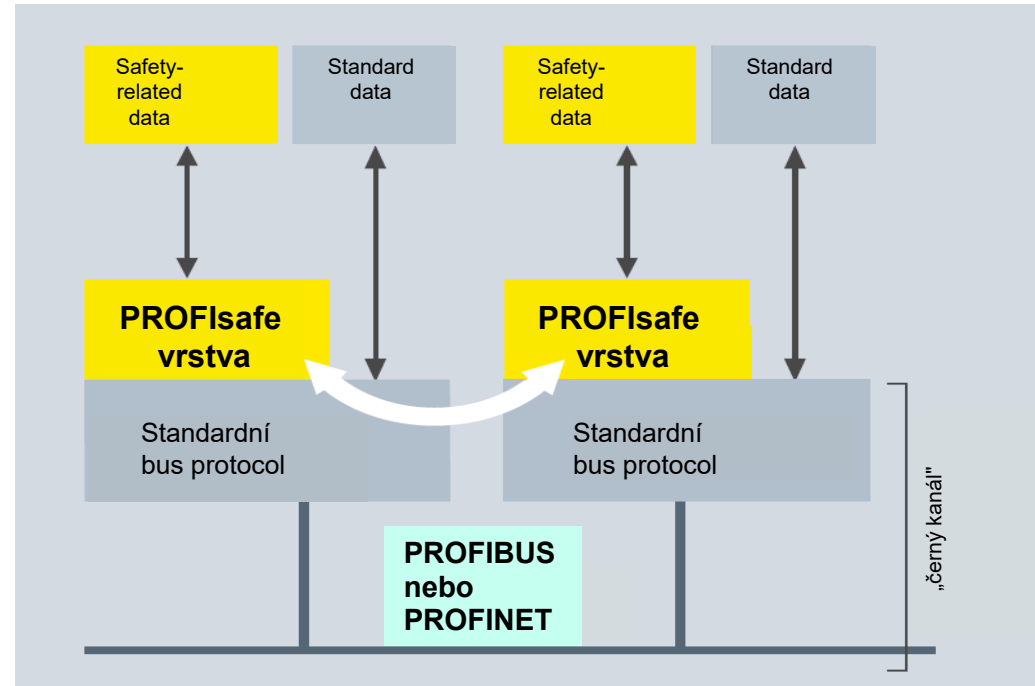 Safety-
related
data
Standard
data
Safety-
related
data
Standard
data
PROFIsafe
vrstva
PROFIsafe
vrstva
Standardní
bus protocol
Standardní
bus protocol
„černý kanál"
PROFIBUS
nebo
PROFINET